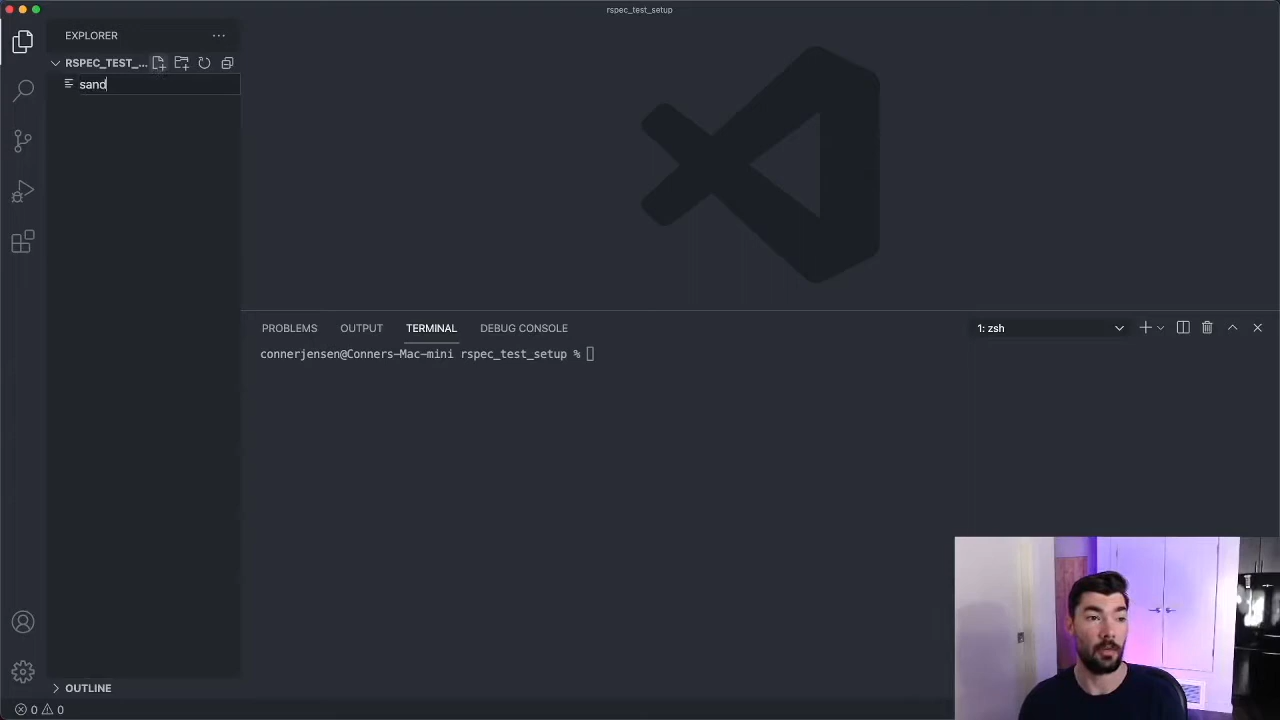 rspec_test_setup
EXPLORER
RSPEC_TEST_...
sand
PROBLEMS OUTPUT TERMINAL DEBUG CONSOLE
1: zsh
connerjensen@Conners-Mac-mini rspec_test_setup %
OUTLINE
0 0